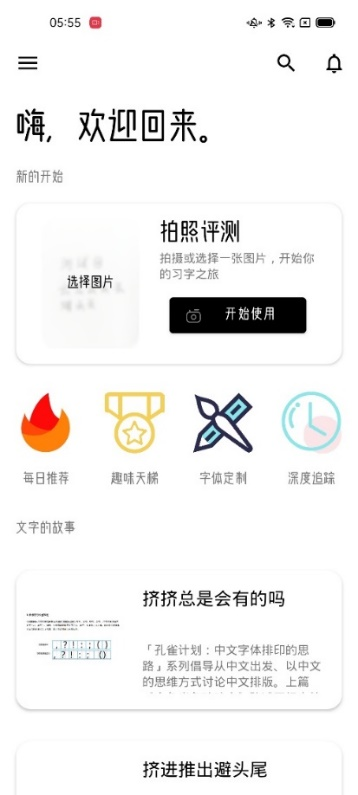 05:55
嗨，欢迎回来。
新的开始
选择图片
拍照评测
拍摄或选择一张图片，开始你
的习字之旅
开始使用
每日推荐
趣味天梯
字体定制
深度追踪
文字的故事
挤挤总是会有的吗
「孔雀计划：中文字体排印的思
路」系列倡导从中文出发、以中文
的思维方式讨论中文排版。上篇
挤进推出避头尾